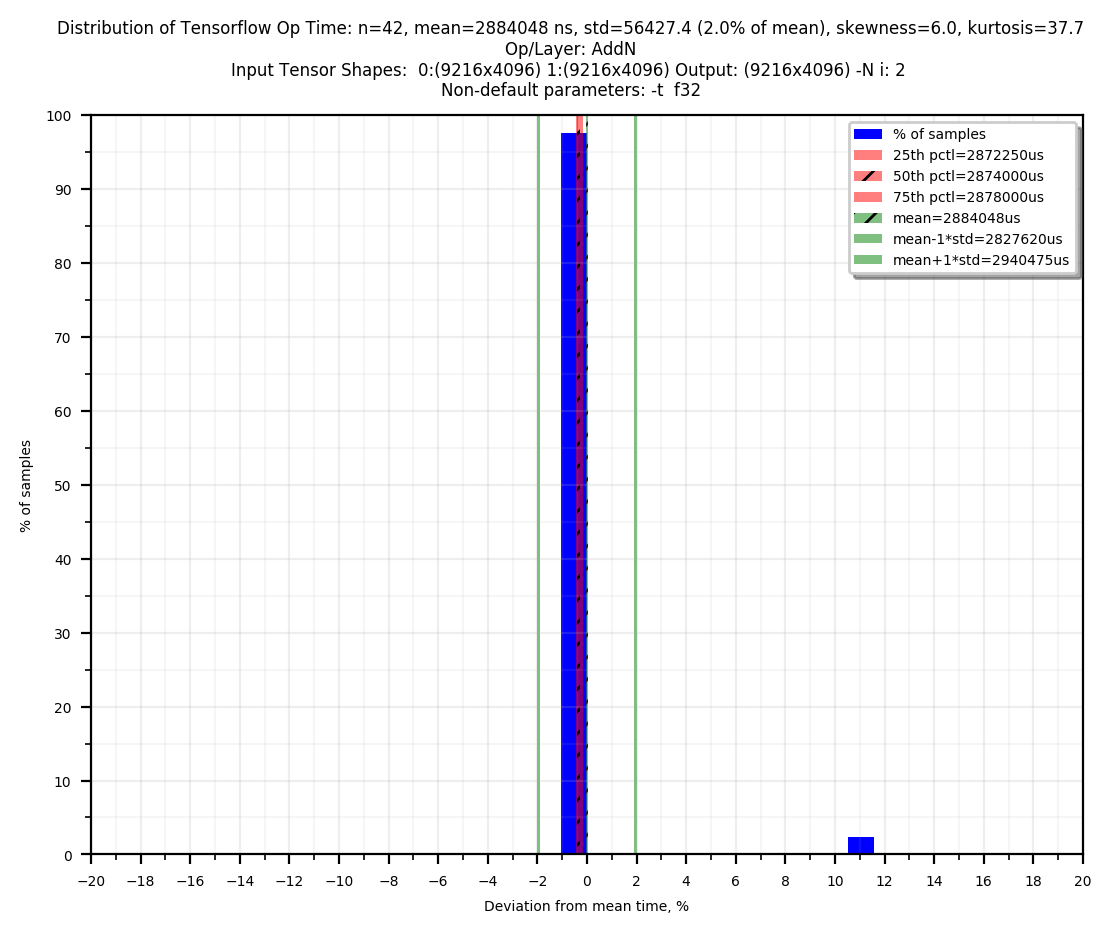 Distribution of Tensorflow Op Time: n=42, mean=2884048 ns, std=56427.4 (2.0% of mean), skewness=6.0, kurtosis=37.7
Op/Layer: AddN
Input Tensor Shapes:  0:(9216x4096) 1:(9216x4096) Output: (9216x4096) -N i: 2
Non-default parameters: -t  f32
% of samples
25th pctl=2872250us
50th pctl=2874000us
75th pctl=2878000us
mean=2884048us
mean-1*std=2827620us
mean+1*std=2940475us
100
90
80
70
60
50
40
30
20
10
0
% of samples
−20 −18 −16 −14 −12 −10 −8 −6 −4 −2 0 2 4 6 8 10 12 14 16 18 20
Deviation from mean time, %